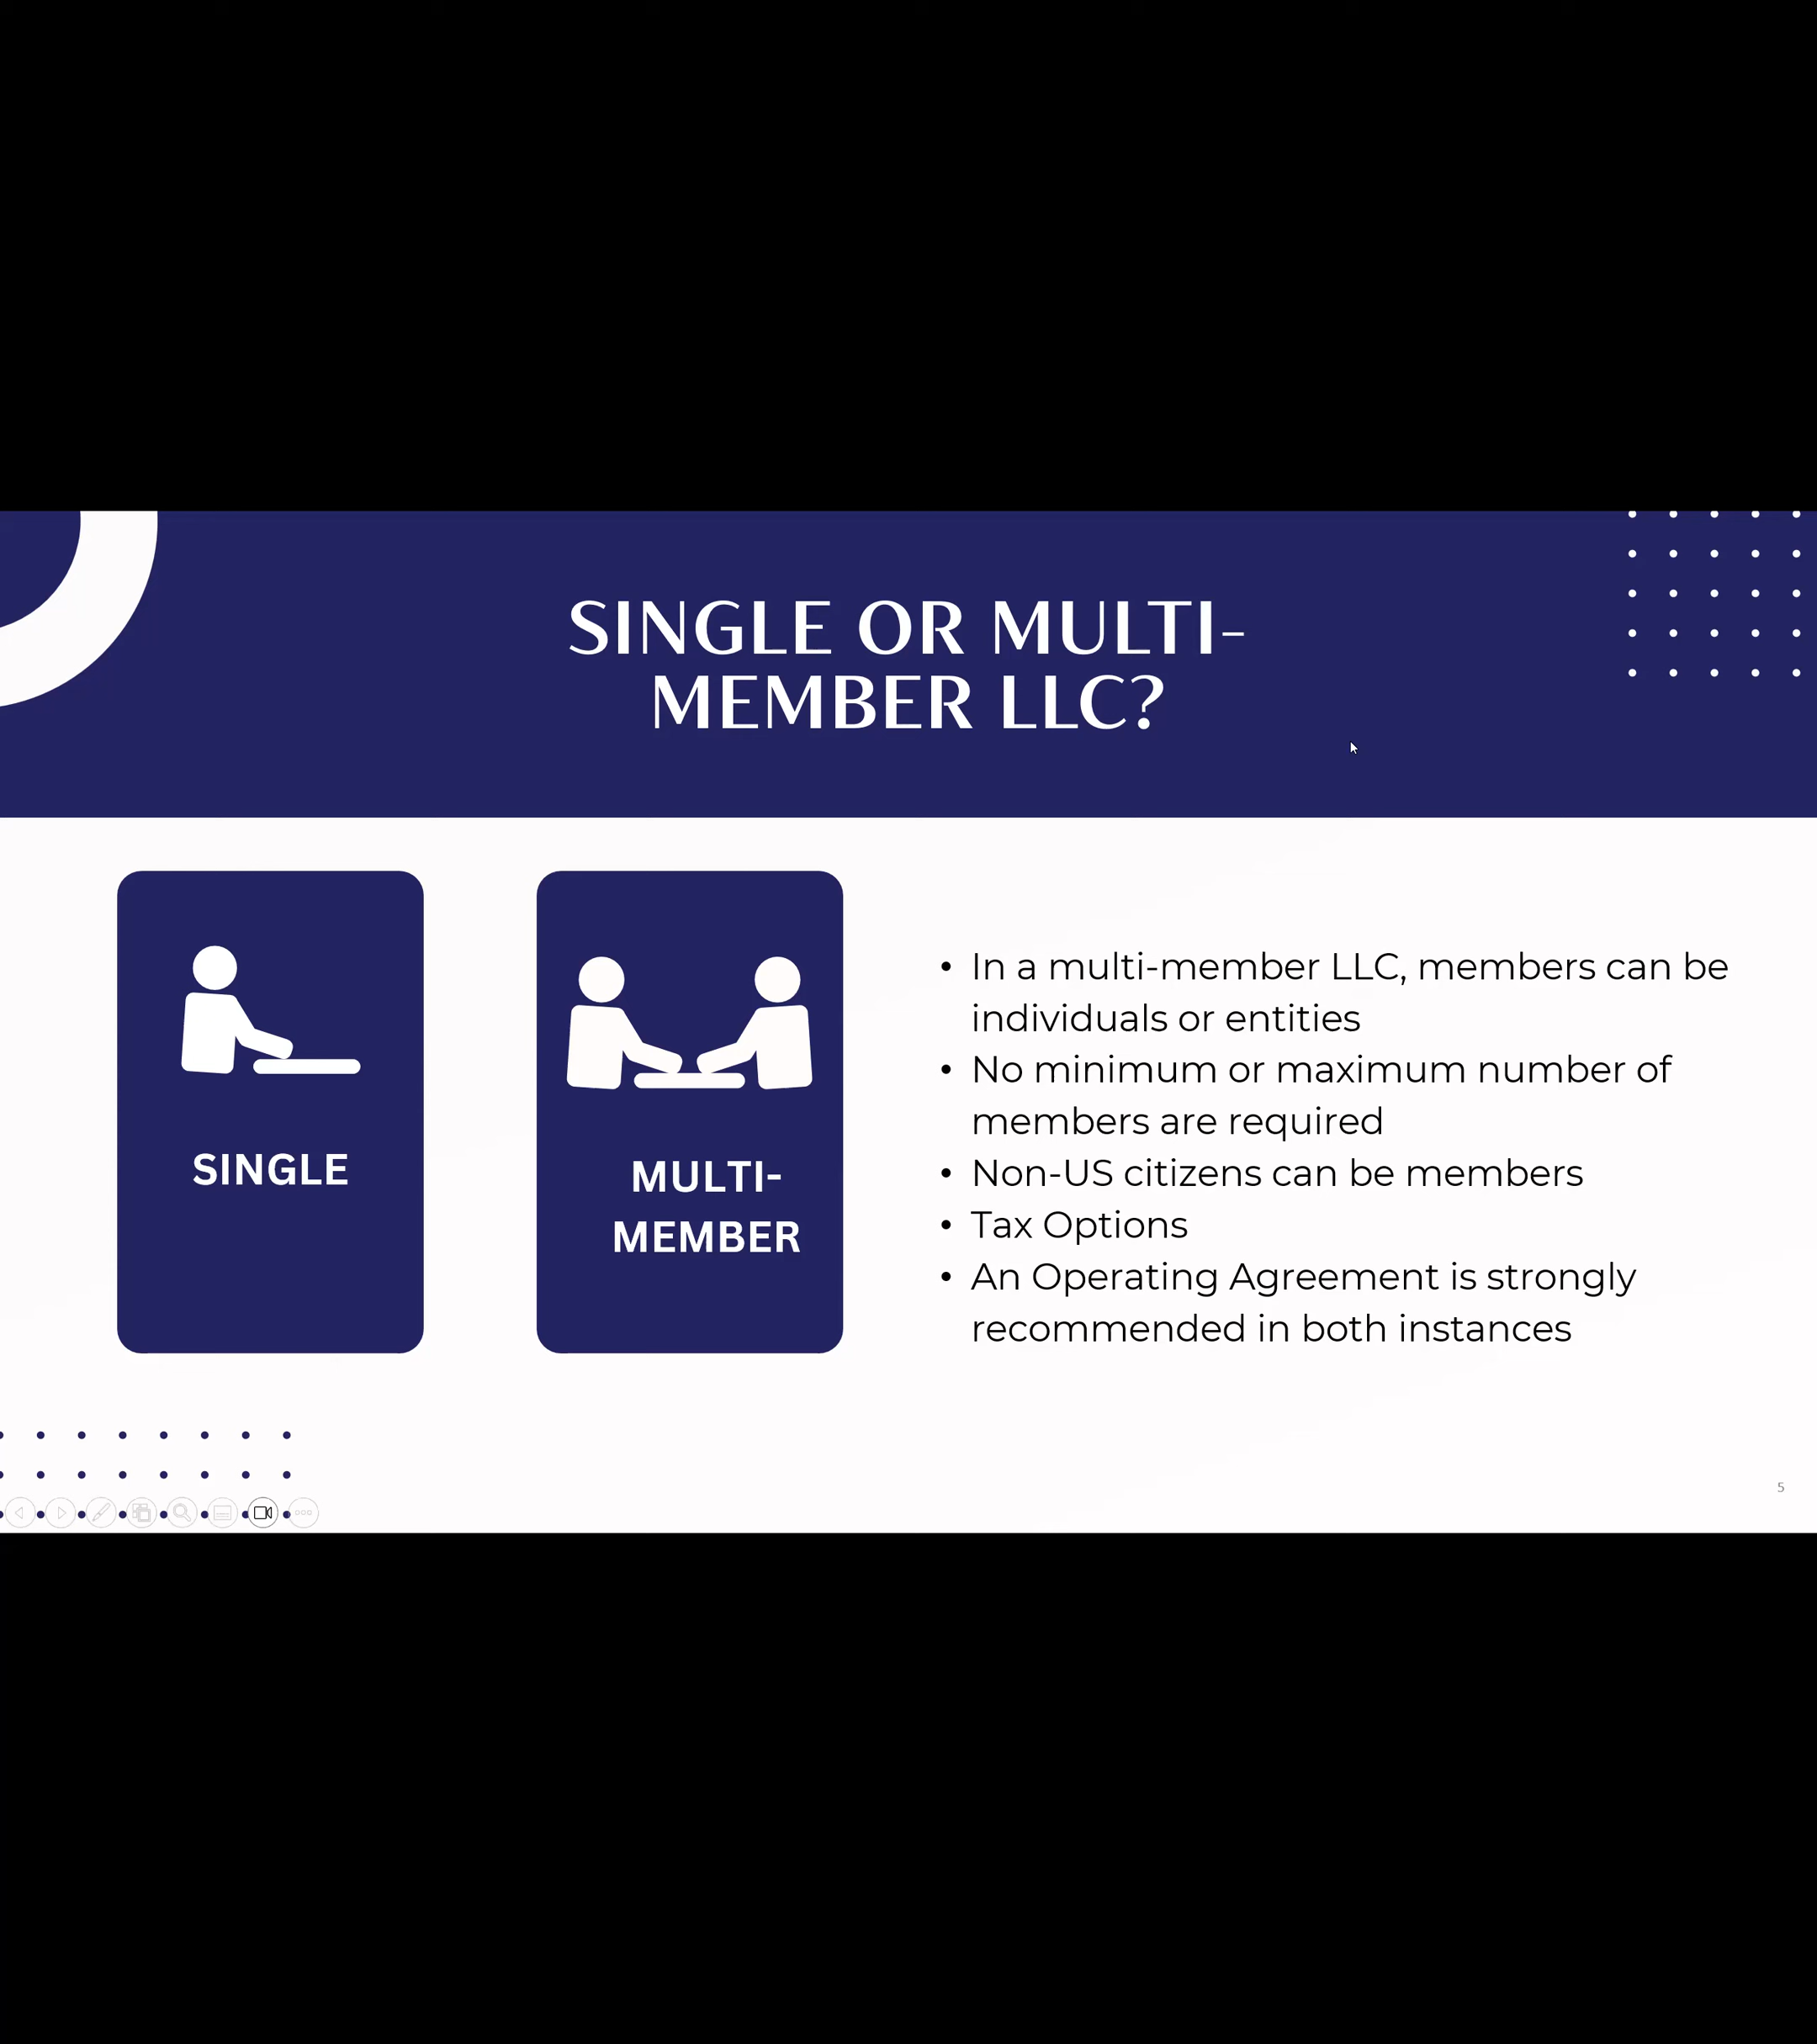 SINGLE OR MULTI-
MEMBER LLC?
SINGLE
MULTI-
MEMBER
• In a multi-member LLC, members can be
individuals or entities
• No minimum or maximum number of
members are required
• Non-US citizens can be members
• Tax Options
• An Operating Agreement is strongly
recommended in both instances
5